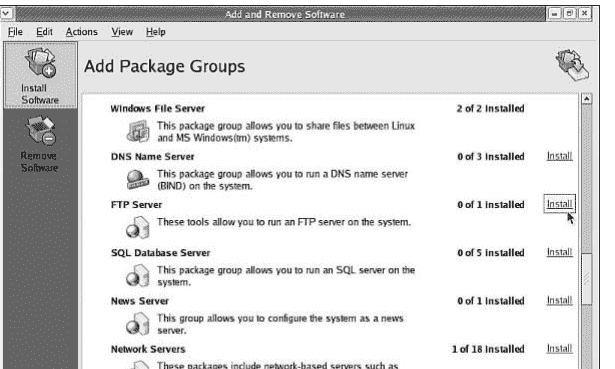 Add and Remove Software
File Edit Actions View Help
Install
Software
Remove
Software
Add Package Groups
Windows File Server 2 of 2 Installed
This package group allows you to share files between Linux
and MS Windows(tm) systems.
DNS Name Server 0 of 3 Installed Install
This package group allows you to run a DNS name server
(BIND) on the system.
FTP Server 0 of 1 Installed Install
These tools allow you to run an FTP server on the system.
SQL Database Server 0 of 5 Installed Install
This package group allows you to run an SQL server on the
system.
News Server 0 of 1 Installed Install
This group allows you to configure the system as a news
server.
Network Servers 1 of 18 Installed Install
These packages include network-based servers such as